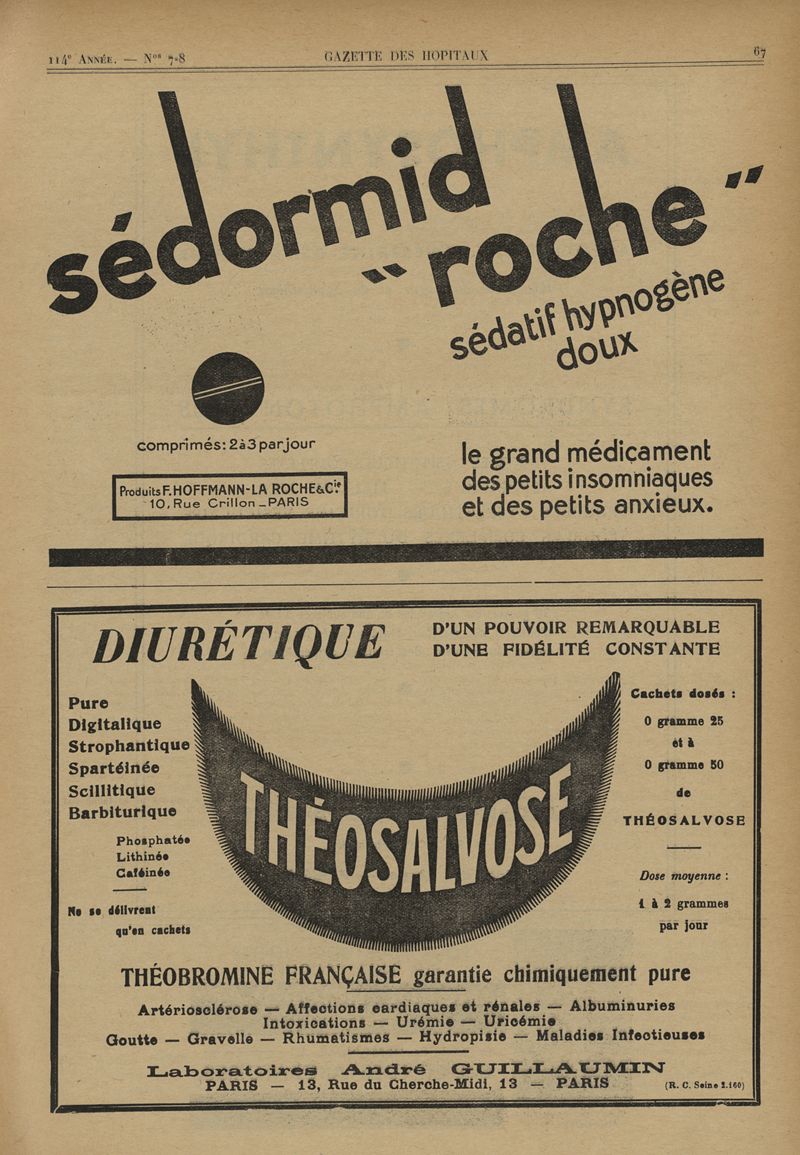 114e ANNÉE. — Nos 7-8
GAZETTE DES HOPITAUX
67
sédormid
"roche"
sédatif hypnogène
doux
comprimés: 2 à 3 par jour
Produits F. HOFFMANN-LA ROCHE & Cie
10, Rue Crillon _ PARIS
le grand médicament
des petits insomniaques
et des petits anxieux.
DIURÉTIQUE
D'UN POUVOIR REMARQUABLE
D'UNE FIDÉLITÉ CONSTANTE
Pure
Digitalique
Strophantique
Spartéinée
Scillitique
Barbiturique
Phosphatée
Lithinée
Caféinée
Ne se délivrent
qu'en cachets
THÉOSALVOSE
Cachets dosés :
0 gramme 25
et à
0 gramme 50
de
THÉOSALVOSE
Dose moyenne :
1 à 2 grammes
par jour
THÉOBROMINE FRANÇAISE garantie chimiquement pure
Artériosclérose — Affections cardiaques et rénales — Albuminuries
Intoxications — Urémie — Uricémie
Goutte — Gravelle — Rhumatismes — Hydropisie — Maladies Infectieuses
Laboratoires André GUILLAUMIN
PARIS — 13, Rue du Cherche-Midi, 13 — PARIS
(R. C. Seine 2.160)